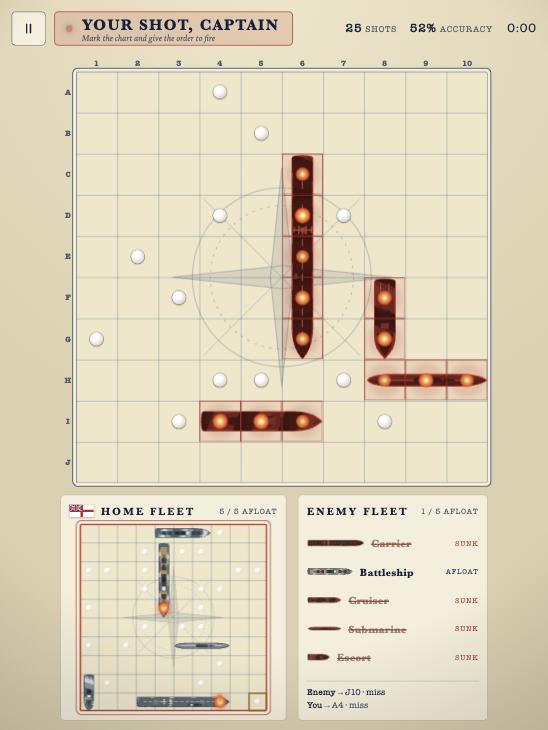 YOUR SHOT, CAPTAIN
Mark the chart and give the order to fire
25 SHOTS 52% ACCURACY 0:00
1 2 3 4 5 6 7 8 9 10
A
B
C
D
E
F
G
H
I
J
HOME FLEET 5 / 5 AFLOAT
ENEMY FLEET 1 / 5 AFLOAT
Carrier SUNK
Battleship AFLOAT
Cruiser SUNK
Submarine SUNK
Escort SUNK
Enemy → J10 · miss
You → A4 · miss